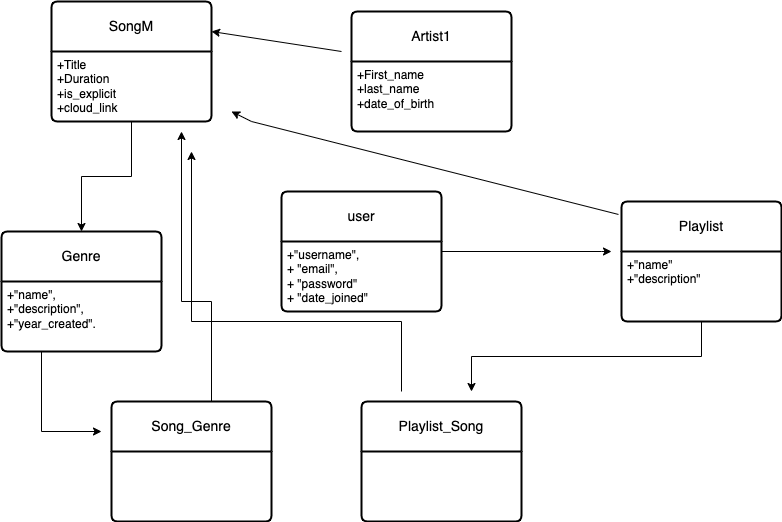 SongM
+Title
+Duration
+is_explicit
+cloud_link
Artist1
+First_name
+last_name
+date_of_birth
user
+"username",
+ "email",
+ "password"
+ "date_joined"
Playlist
+"name"
+"description"
Genre
+"name",
+"description",
+"year_created".
Song_Genre
Playlist_Song